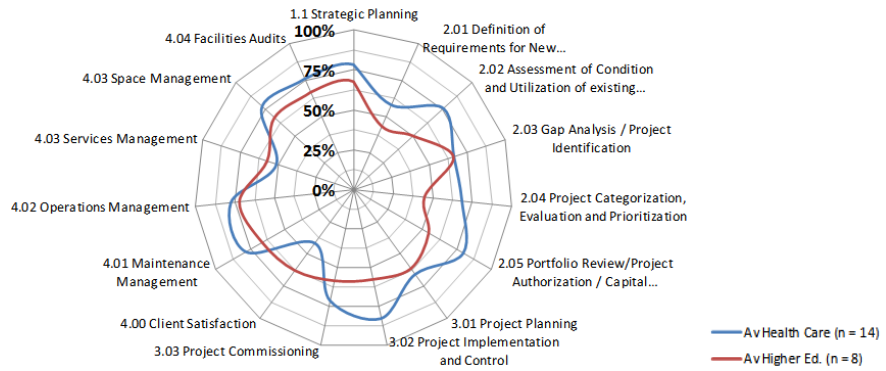 1.1 Strategic Planning
100%
75%
50%
25%
0%
2.01 Definition of
Requirements for New...
2.02 Assessment of Condition
and Utilization of existing...
2.03 Gap Analysis / Project
Identification
2.04 Project Categorization,
Evaluation and Prioritization
2.05 Portfolio Review/Project
Authorization / Capital...
3.01 Project Planning
3.02 Project Implementation
and Control
3.03 Project Commissioning
4.00 Client Satisfaction
4.01 Maintenance
Management
4.02 Operations Management
4.03 Services Management
4.03 Space Management
4.04 Facilities Audits
Av Health Care (n = 14)
Av Higher Ed. (n = 8)